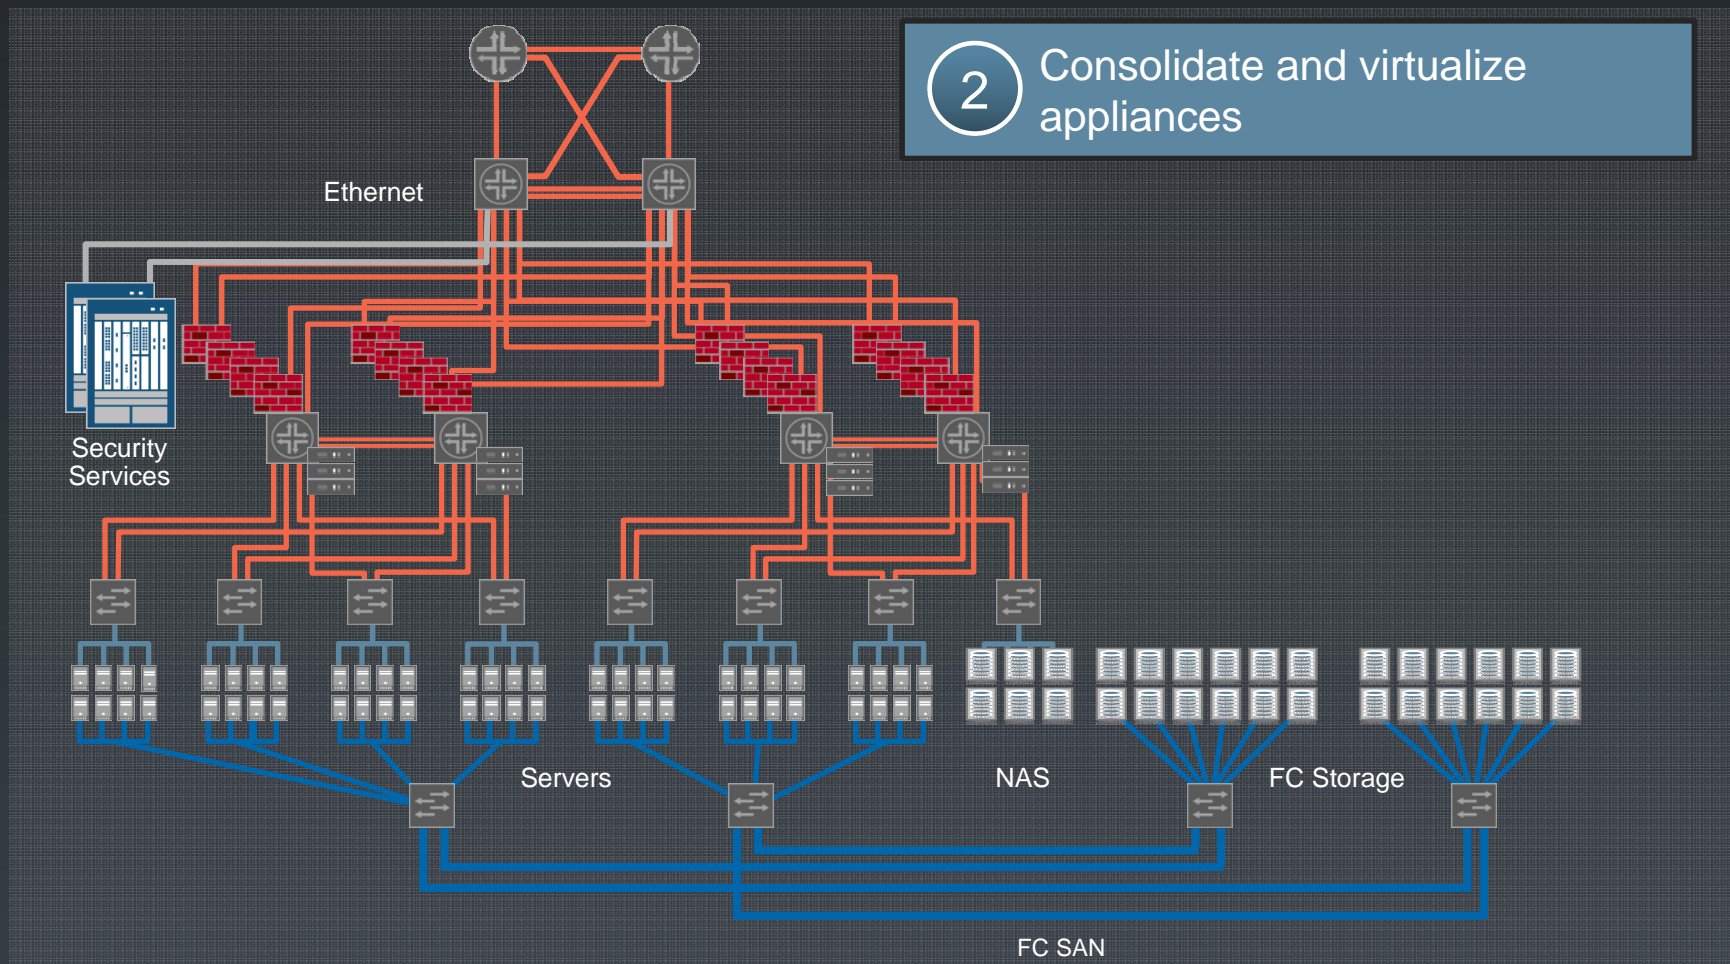 2
Consolidate and virtualize
appliances
Ethernet
Security
Services
Servers
NAS
FC Storage
FC SAN